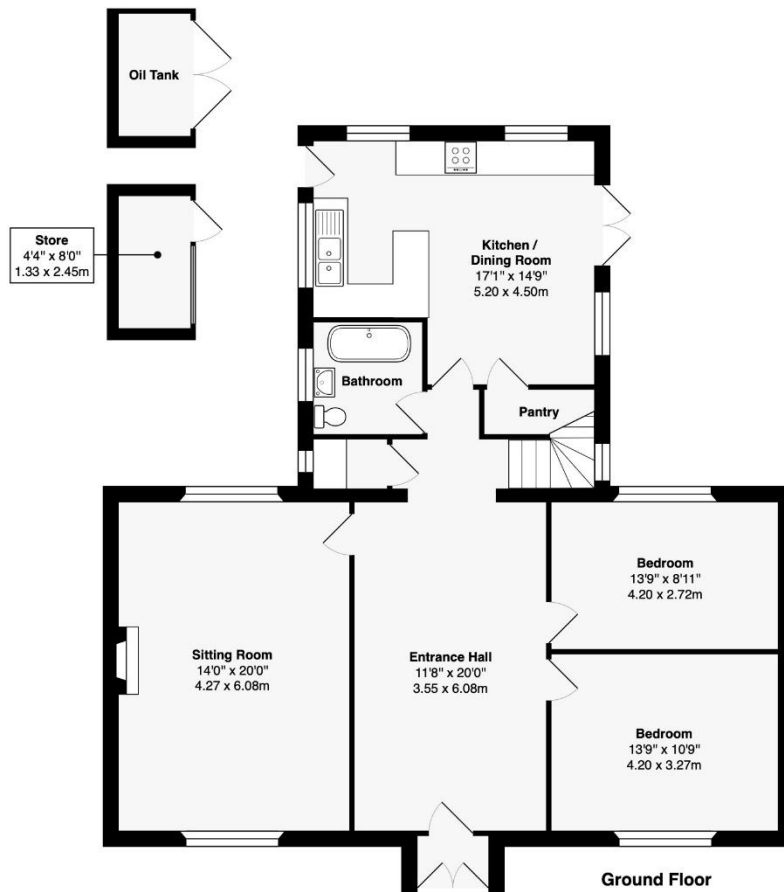 Oil Tank
Store
4'4" x 8'0"
1.33 x 2.45m
Kitchen /
Dining Room
17'1" x 14'9"
5.20 x 4.50m
Bathroom
Pantry
Sitting Room
14'0" x 20'0"
4.27 x 6.08m
Entrance Hall
11'8" x 20'0"
3.55 x 6.08m
Bedroom
13'9" x 8'11"
4.20 x 2.72m
Bedroom
13'9" x 10'9"
4.20 x 3.27m
Ground Floor